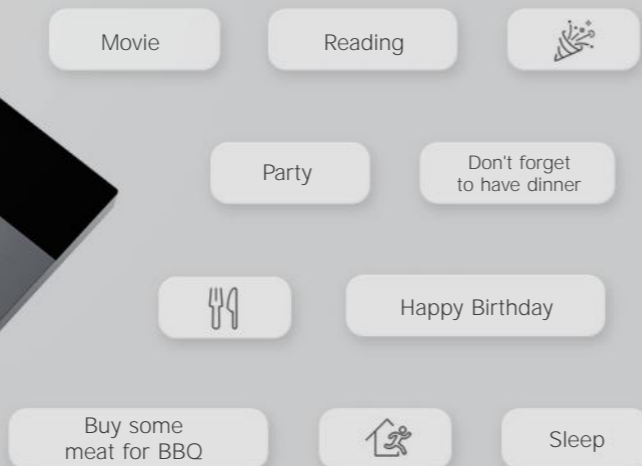 Movie
Reading
Party
Don't forget
to have dinner
Happy Birthday
Buy some
meat for BBQ
Sleep